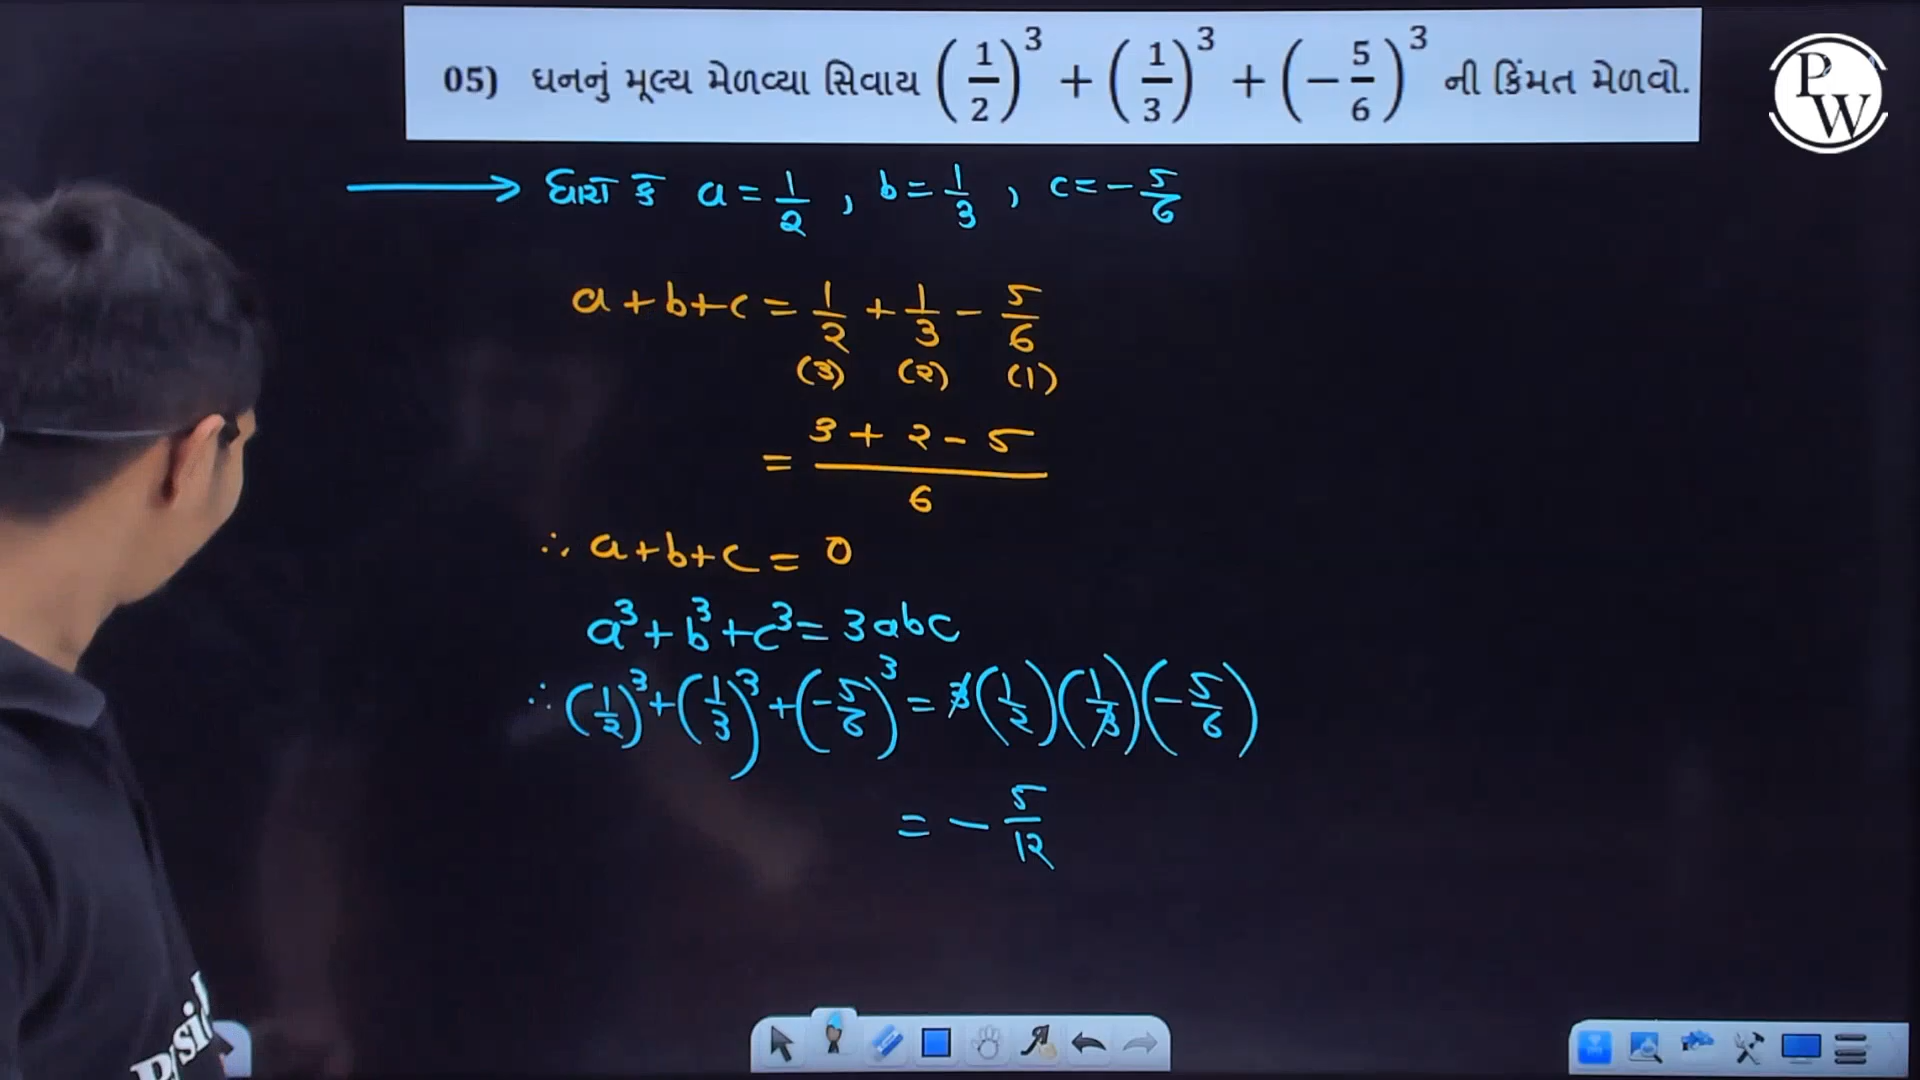 05) ઘનનું મૂલ્ય મેળવ્યા સિવાય (1/2)³ + (1/3)³ + (−5/6)³ ની કિંમત મેળવો.
PW
→ ધારો કે a = 1/2 , b = 1/3 , c = −5/6
a + b + c = 1/2 + 1/3 − 5/6
(3) (2) (1)
= (3 + 2 − 5)/6
∴ a + b + c = 0
a³ + b³ + c³ = 3abc
∴ (1/2)³ + (1/3)³ + (−5/6)³ = 3(1/2)(1/3)(−5/6)
= −5/12